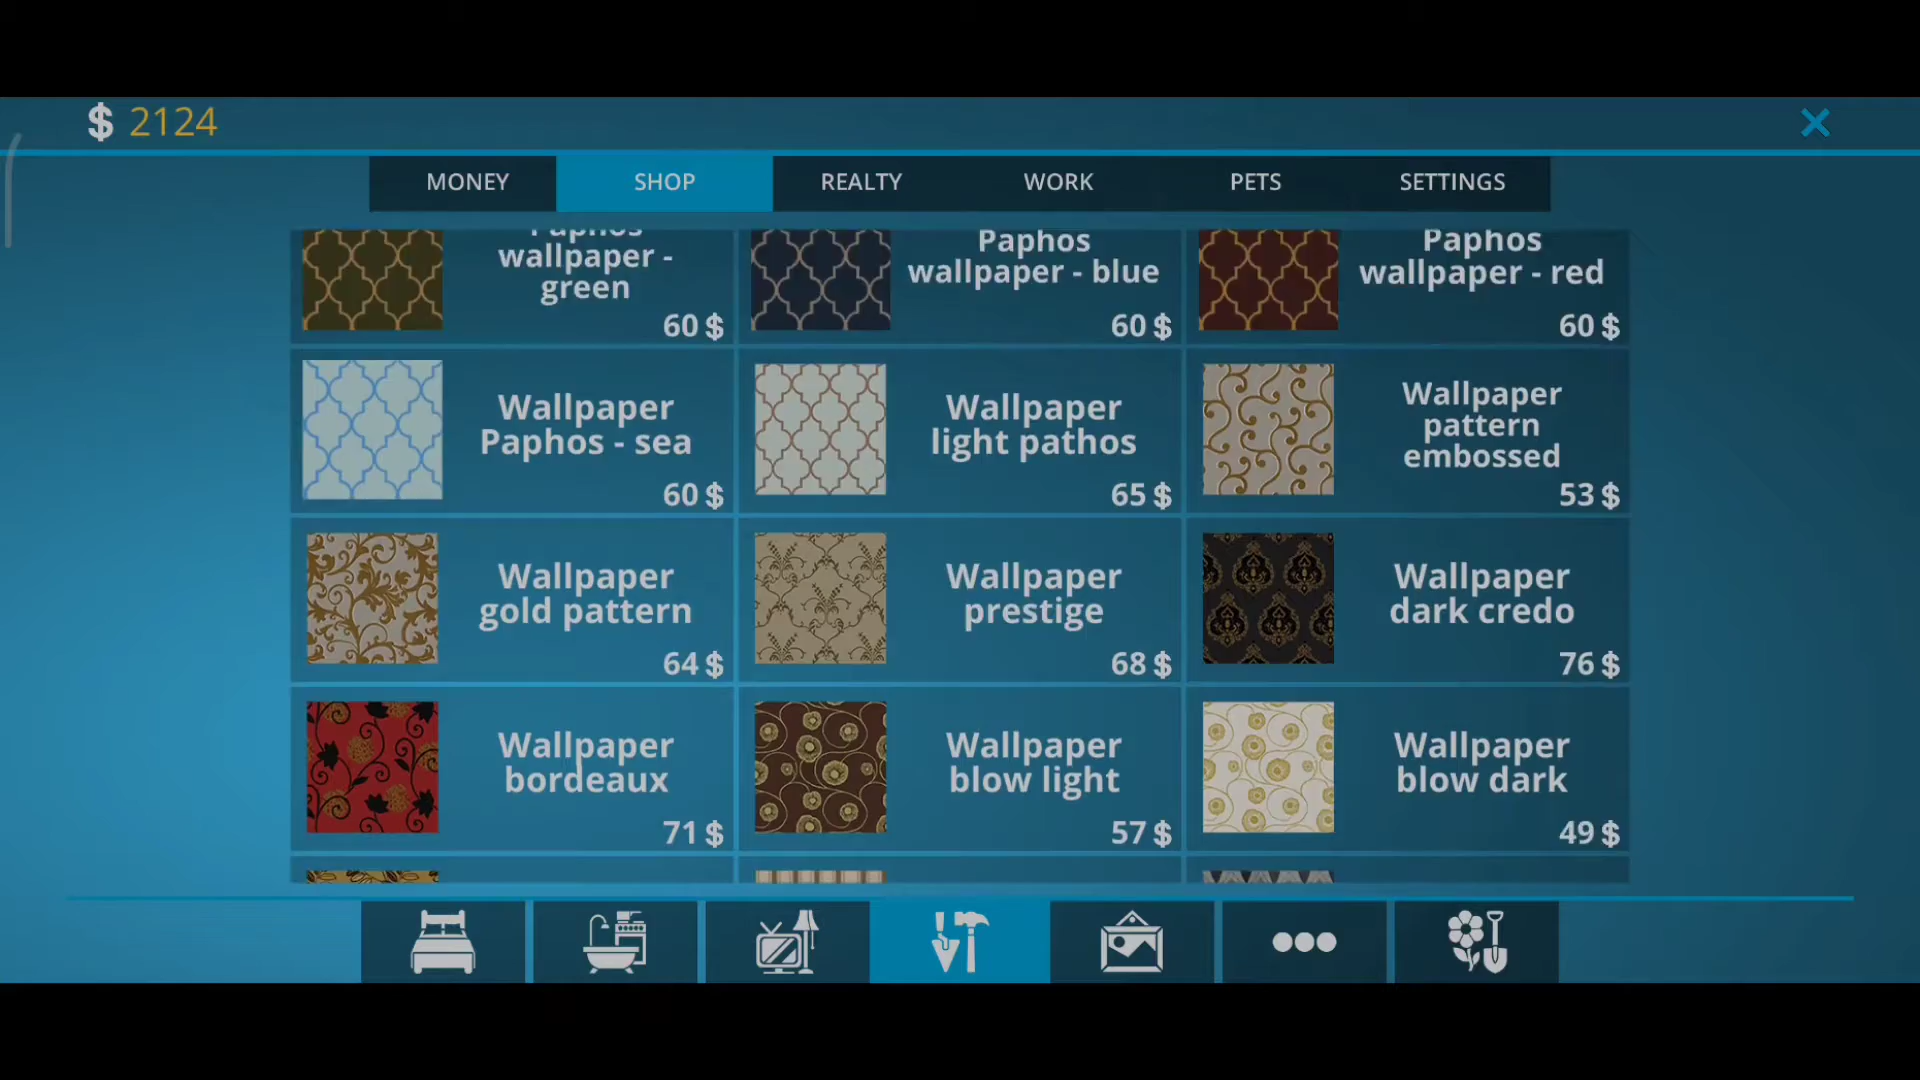 $ 2124
MONEY
SHOP
REALTY
WORK
PETS
SETTINGS
Paphos
wallpaper -
green
60 $
Paphos
wallpaper - blue
60 $
Paphos
wallpaper - red
60 $
Wallpaper
Paphos - sea
60 $
Wallpaper
light pathos
65 $
Wallpaper
pattern
embossed
53 $
Wallpaper
gold pattern
64 $
Wallpaper
prestige
68 $
Wallpaper
dark credo
76 $
Wallpaper
bordeaux
71 $
Wallpaper
blow light
57 $
Wallpaper
blow dark
49 $